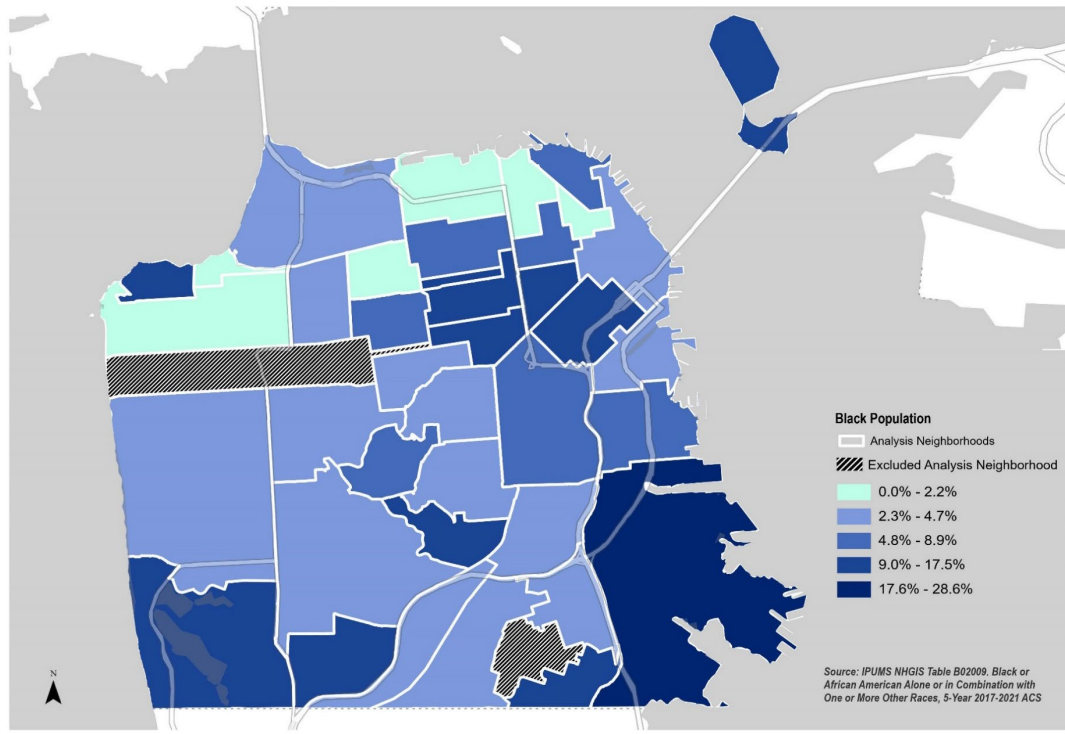 N
Black Population
Analysis Neighborhoods
Excluded Analysis Neighborhood
0.0% - 2.2%
2.3% - 4.7%
4.8% - 8.9%
9.0% - 17.5%
17.6% - 28.6%
Source: IPUMS NHGIS Table B02009. Black or
African American Alone or in Combination with
One or More Other Races, 5-Year 2017-2021 ACS